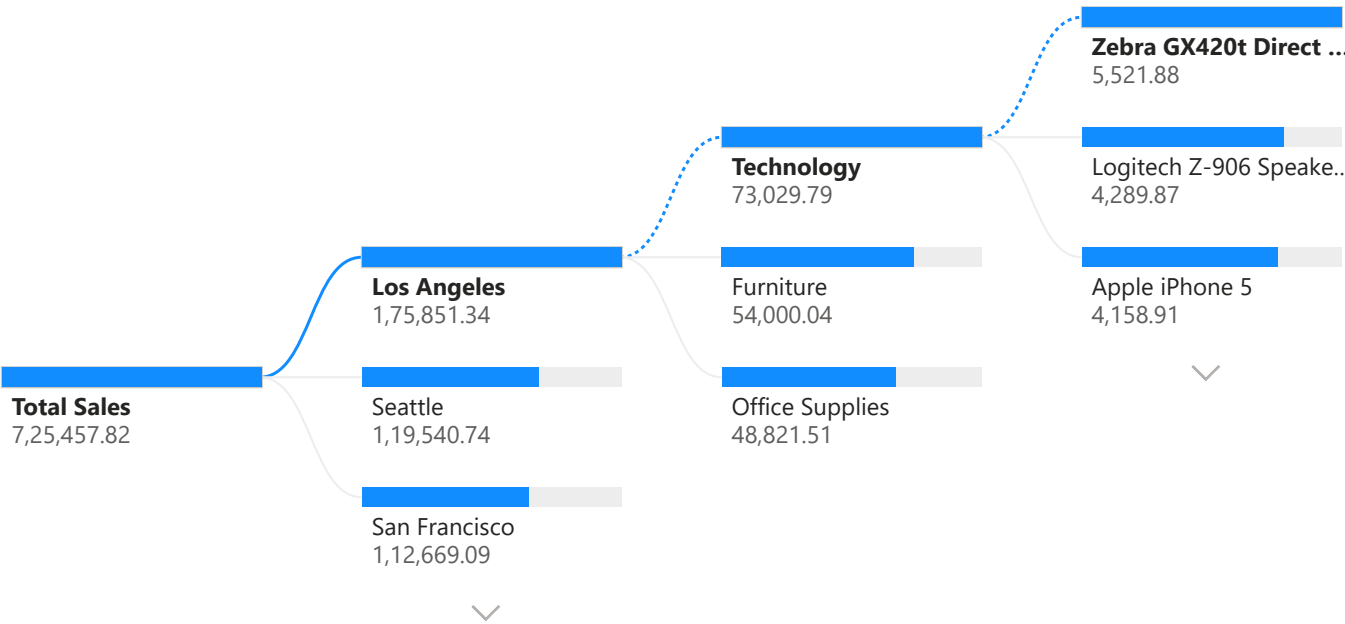 Total Sales
7,25,457.82
Los Angeles
1,75,851.34
Seattle
1,19,540.74
San Francisco
1,12,669.09
Technology
73,029.79
Furniture
54,000.04
Office Supplies
48,821.51
Zebra GX420t Direct ...
5,521.88
Logitech Z-906 Speake...
4,289.87
Apple iPhone 5
4,158.91